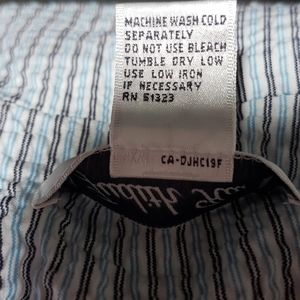 MACHINE WASH COLD
SEPARATELY
DO NOT USE BLEACH
TUMBLE DRY LOW
USE LOW IRON
IF NECESSARY
RN 51323
CA-DJHC19F
Judith